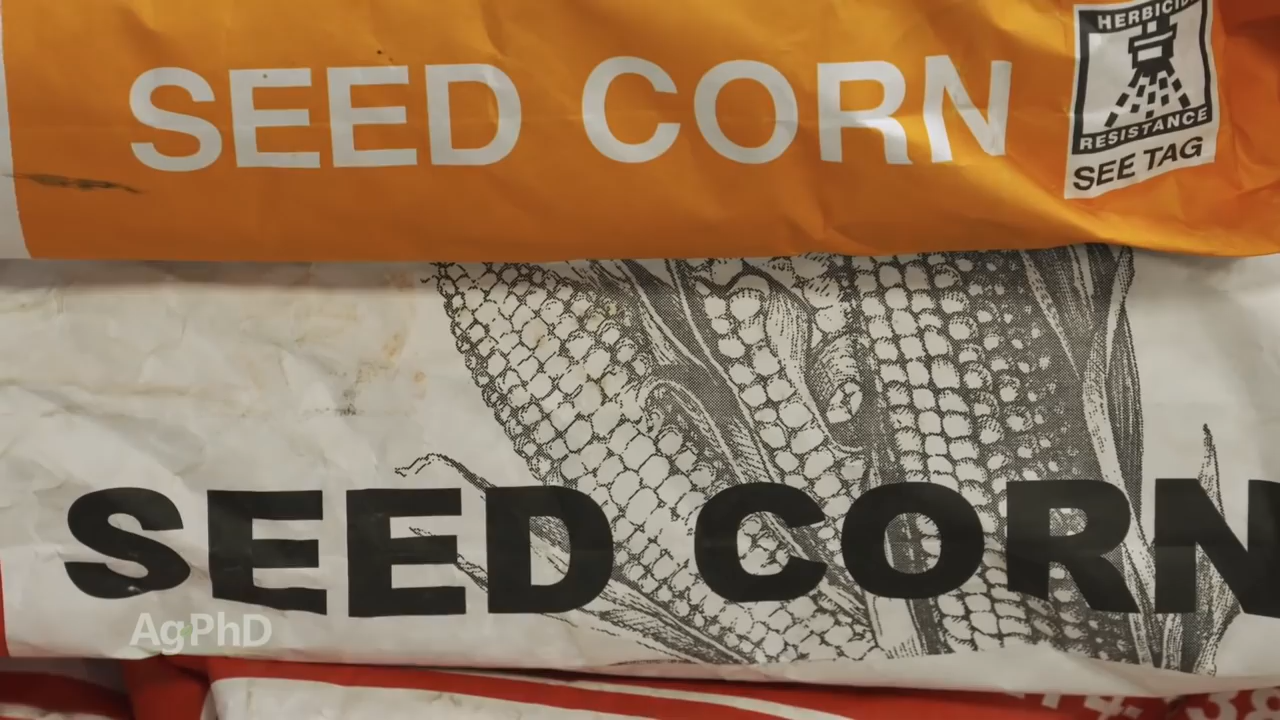 SEED CORN
HERBICIDE
RESISTANCE
SEE TAG
SEED CORN
AgPhD